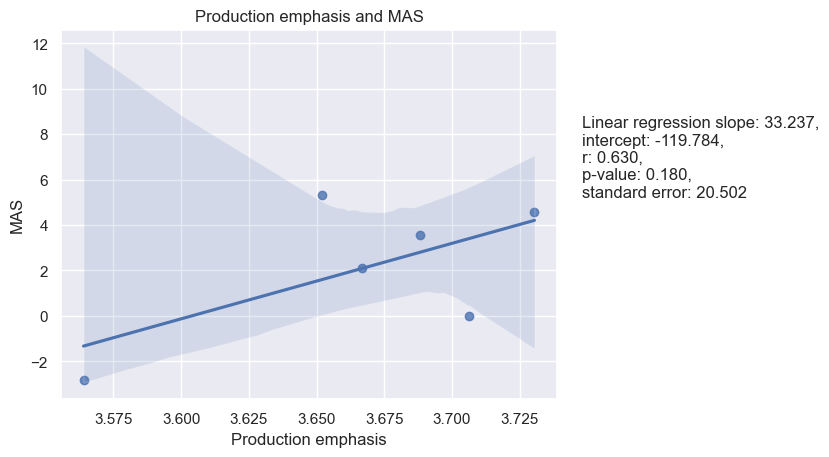 Production emphasis and MAS
12
10
8
6
4
2
0
−2
MAS
3.575 3.600 3.625 3.650 3.675 3.700 3.725
Production emphasis
Linear regression slope: 33.237,
intercept: -119.784,
r: 0.630,
p-value: 0.180,
standard error: 20.502